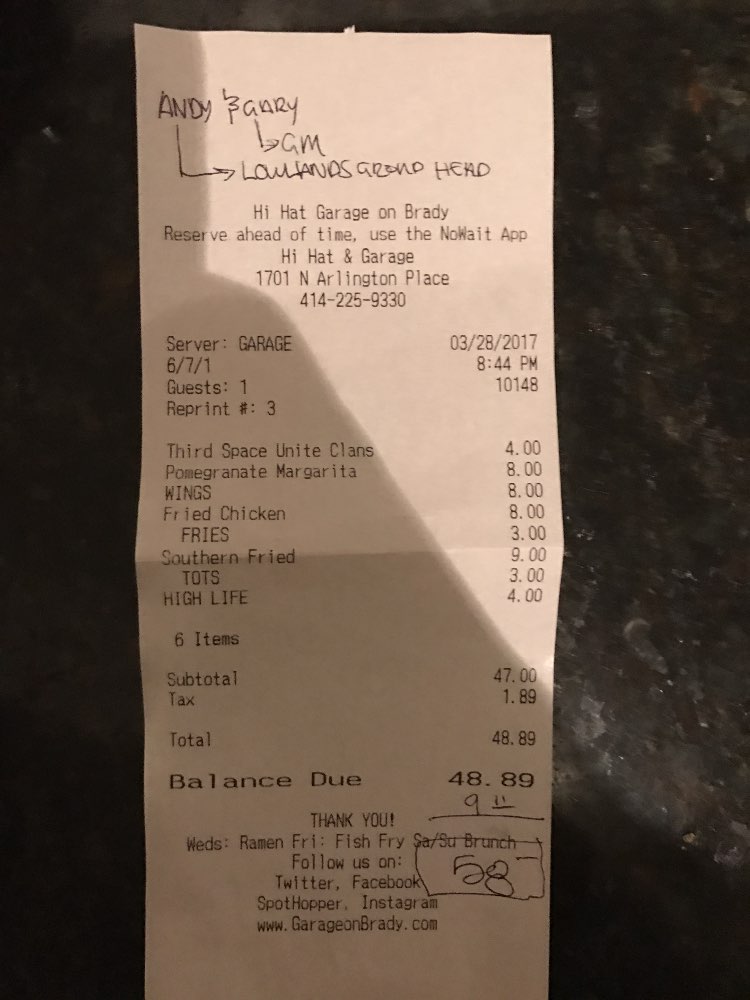 ANDY & GARY
GM
LOWLANDS GROUP HEAD
Hi Hat Garage on Brady
Reserve ahead of time, use the NoWait App
Hi Hat & Garage
1701 N Arlington Place
414-225-9330
Server: GARAGE 03/28/2017
6/7/1 8:44 PM
Guests: 1 10148
Reprint #: 3
Third Space Unite Clans 4.00
Pomegranate Margarita 8.00
WINGS 8.00
Fried Chicken 8.00
FRIES 3.00
Southern Fried 9.00
TOTS 3.00
HIGH LIFE 4.00
6 Items
Subtotal 47.00
Tax 1.89
Total 48.89
Balance Due 48.89
9 11
THANK YOU!
Weds: Ramen Fri: Fish Fry Sa/Su Brunch
Follow us on:
Twitter, Facebook
58
SpotHopper, Instagram
www.GarageonBrady.com